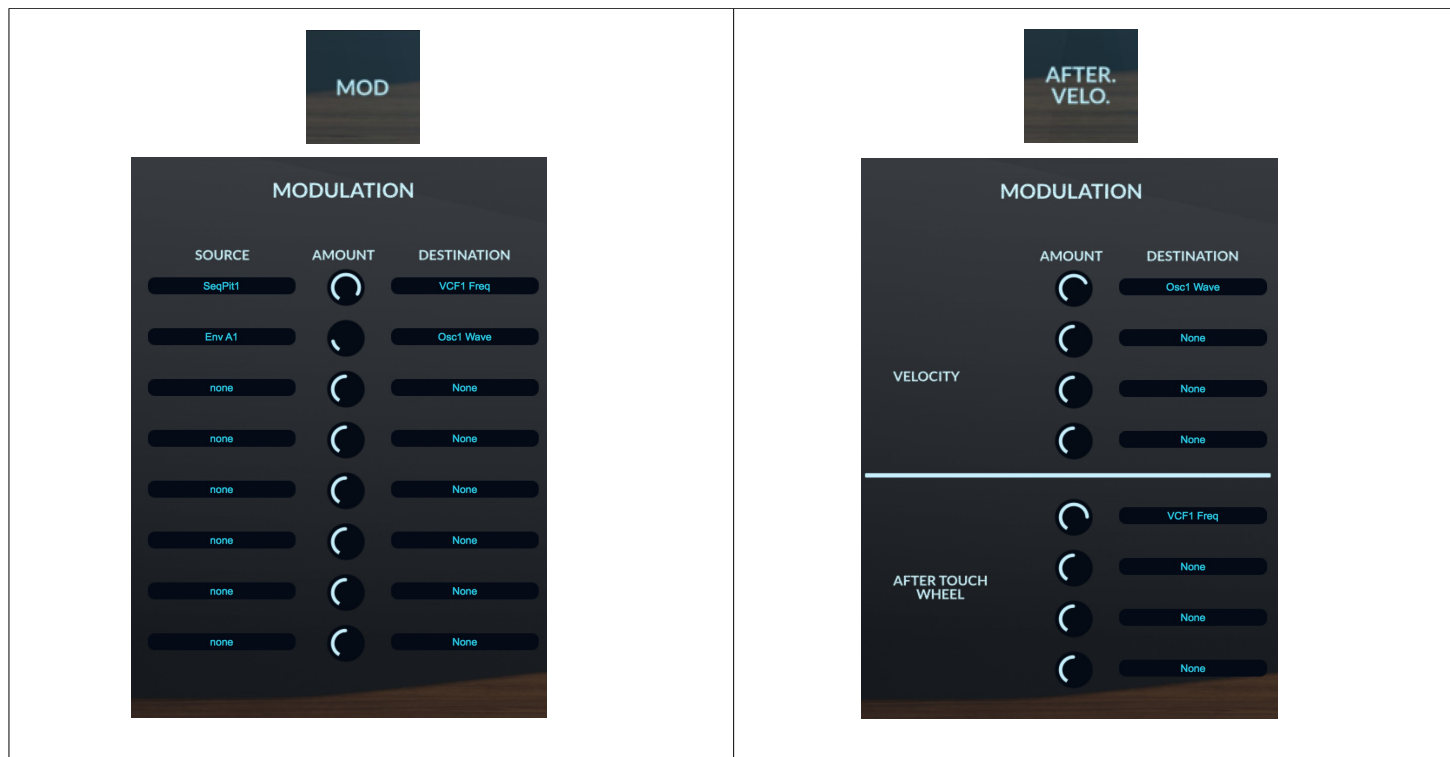 MOD
MODULATION
SOURCE AMOUNT DESTINATION
SeqPit1 VCF1 Freq
Env A1 Osc1 Wave
none None
none None
none None
none None
none None
none None
AFTER.
VELO.
MODULATION
AMOUNT DESTINATION
Osc1 Wave
None
VELOCITY
None
None
VCF1 Freq
None
AFTER TOUCH
WHEEL
None
None